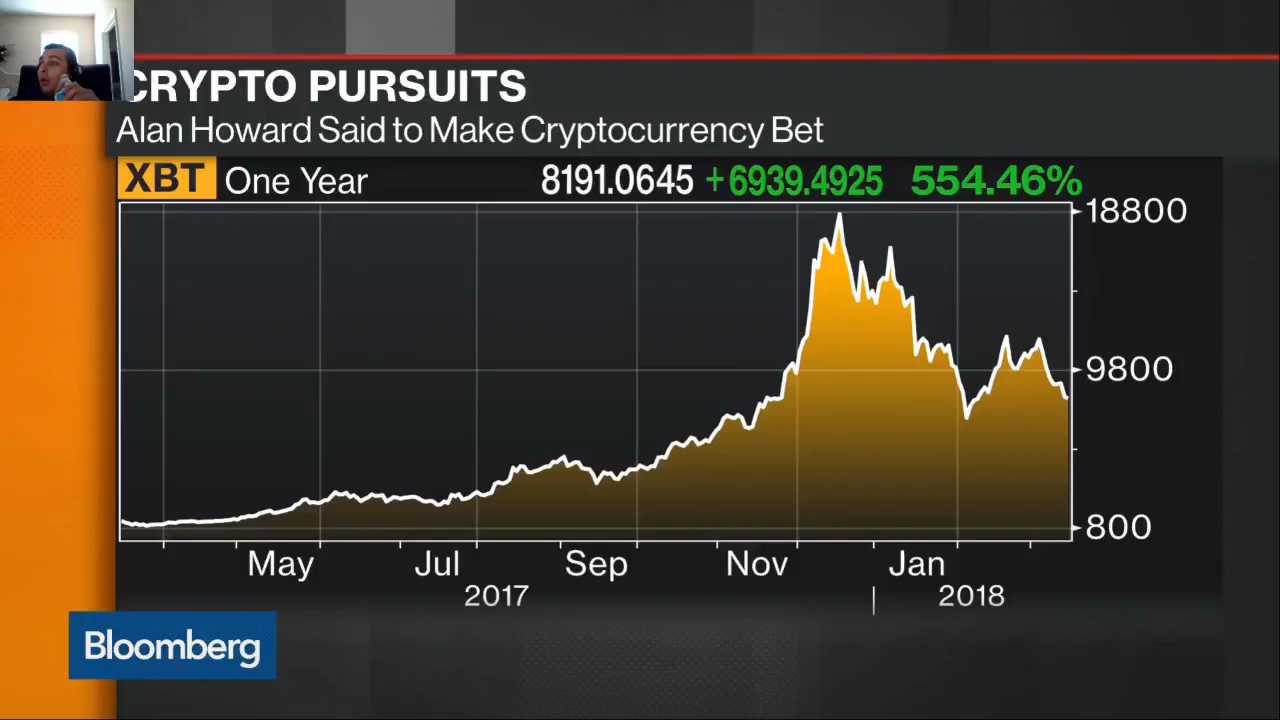 CRYPTO PURSUITS
Alan Howard Said to Make Cryptocurrency Bet
XBT One Year 8191.0645 +6939.4925 554.46%
18800
9800
800
May Jul Sep Nov Jan
2017 | 2018
Bloomberg